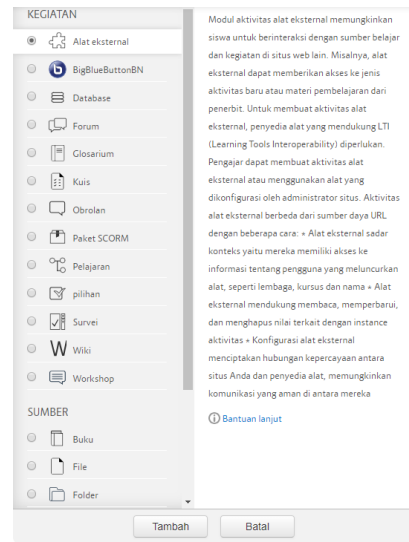 KEGIATAN
Alat eksternal
BigBlueButtonBN
Database
Forum
Glosarium
Kuis
Obrolan
Paket SCORM
Pelajaran
pilihan
Survei
Wiki
Workshop
SUMBER
Buku
File
Folder
Modul aktivitas alat eksternal memungkinkan
siswa untuk berinteraksi dengan sumber belajar
dan kegiatan di situs web lain. Misalnya, alat
eksternal dapat memberikan akses ke jenis
aktivitas baru atau materi pembelajaran dari
penerbit. Untuk membuat aktivitas alat
eksternal, penyedia alat yang mendukung LTI
(Learning Tools Interoperability) diperlukan.
Pengajar dapat membuat aktivitas alat
eksternal atau menggunakan alat yang
dikonfigurasi oleh administrator situs. Aktivitas
alat eksternal berbeda dari sumber daya URL
dengan beberapa cara: * Alat eksternal sadar
konteks yaitu mereka memiliki akses ke
informasi tentang pengguna yang meluncurkan
alat, seperti lembaga, kursus dan nama * Alat
eksternal mendukung membaca, memperbarui,
dan menghapus nilai terkait dengan instance
aktivitas * Konfigurasi alat eksternal
menciptakan hubungan kepercayaan antara
situs Anda dan penyedia alat, memungkinkan
komunikasi yang aman di antara mereka
Bantuan lanjut
Tambah
Batal